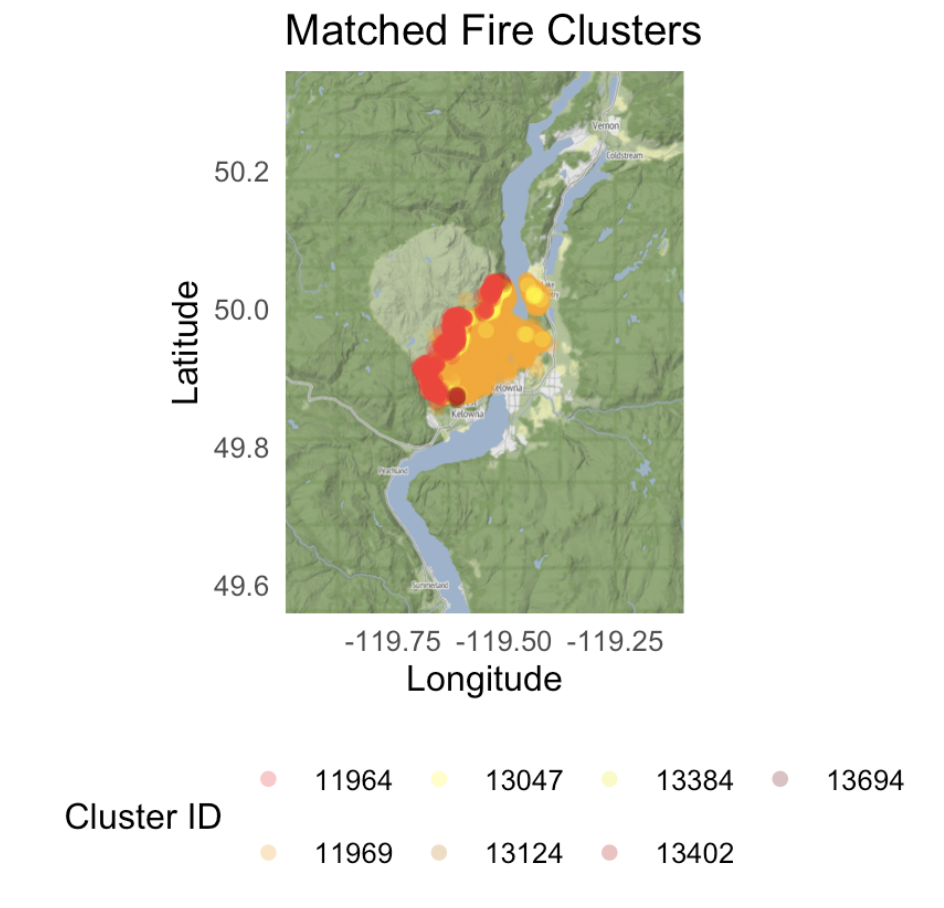 Matched Fire Clusters
50.2
50.0
49.8
49.6
Latitude
Vernon
Coldstream
Kelowna
Peachland
Summerland
-119.75 -119.50 -119.25
Longitude
Cluster ID
11964 13047 13384 13694
11969 13124 13402